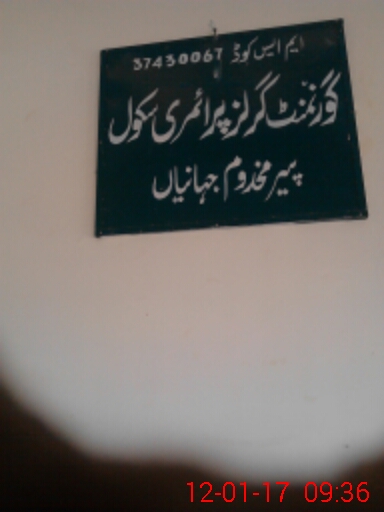 ایم ایس کوڈ 37430067
گورنمنٹ گرلز پرائمری سکول
پیر مخدوم جہانیاں
12-01-17 09:36